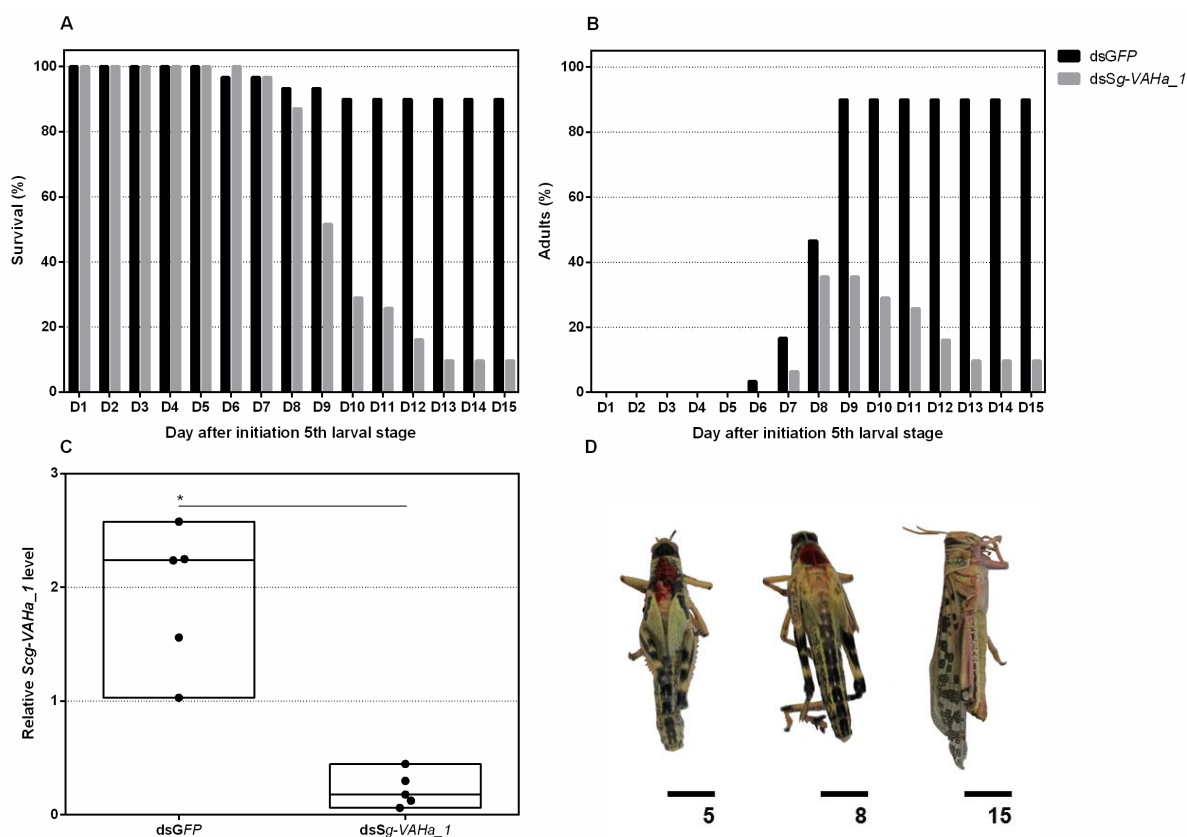 A
100
80
60
40
20
0
Survival (%)
D1 D2 D3 D4 D5 D6 D7 D8 D9 D10 D11 D12 D13 D14 D15
Day after initiation 5th larval stage
B
100
80
60
40
20
0
Adults (%)
D1 D2 D3 D4 D5 D6 D7 D8 D9 D10 D11 D12 D13 D14 D15
Day after initiation 5th larval stage
dsGFP
dsSg-VAHa_1
C
3
2
1
0
Relative Scg-VAHa_1 level
*
dsGFP dsSg-VAHa_1
D
5 8 15